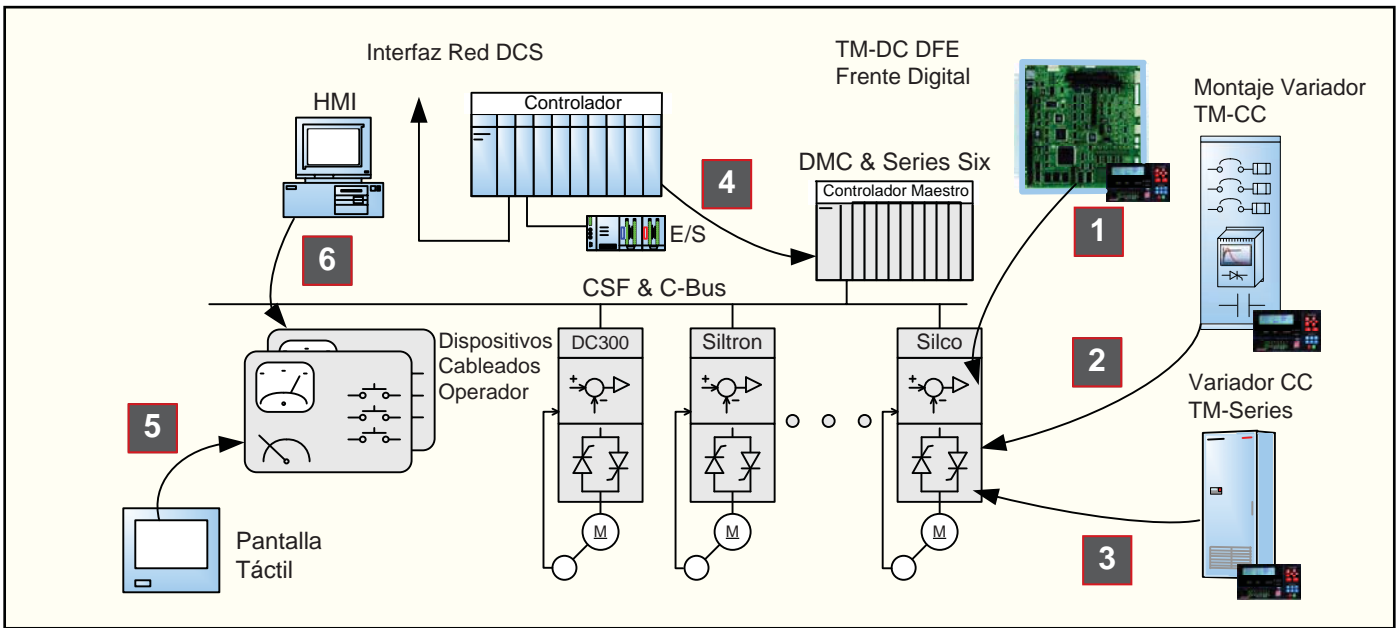 Interfaz Red DCS
TM-DC DFE
Frente Digital
HMI
Controlador
Montaje Variador
TM-CC
4
DMC & Series Six
Controlador Maestro
1
E/S
6
CSF & C-Bus
Dispositivos
Cableados
Operador
DC300
Siltron
Silco
2
Variador CC
TM-Series
5
M
M
M
Pantalla
Táctil
3